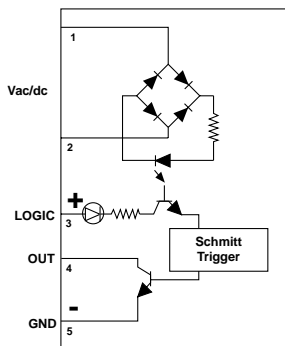 1
Vac/dc
2
+
LOGIC
3
Schmitt
Trigger
OUT
4
-
GND
5